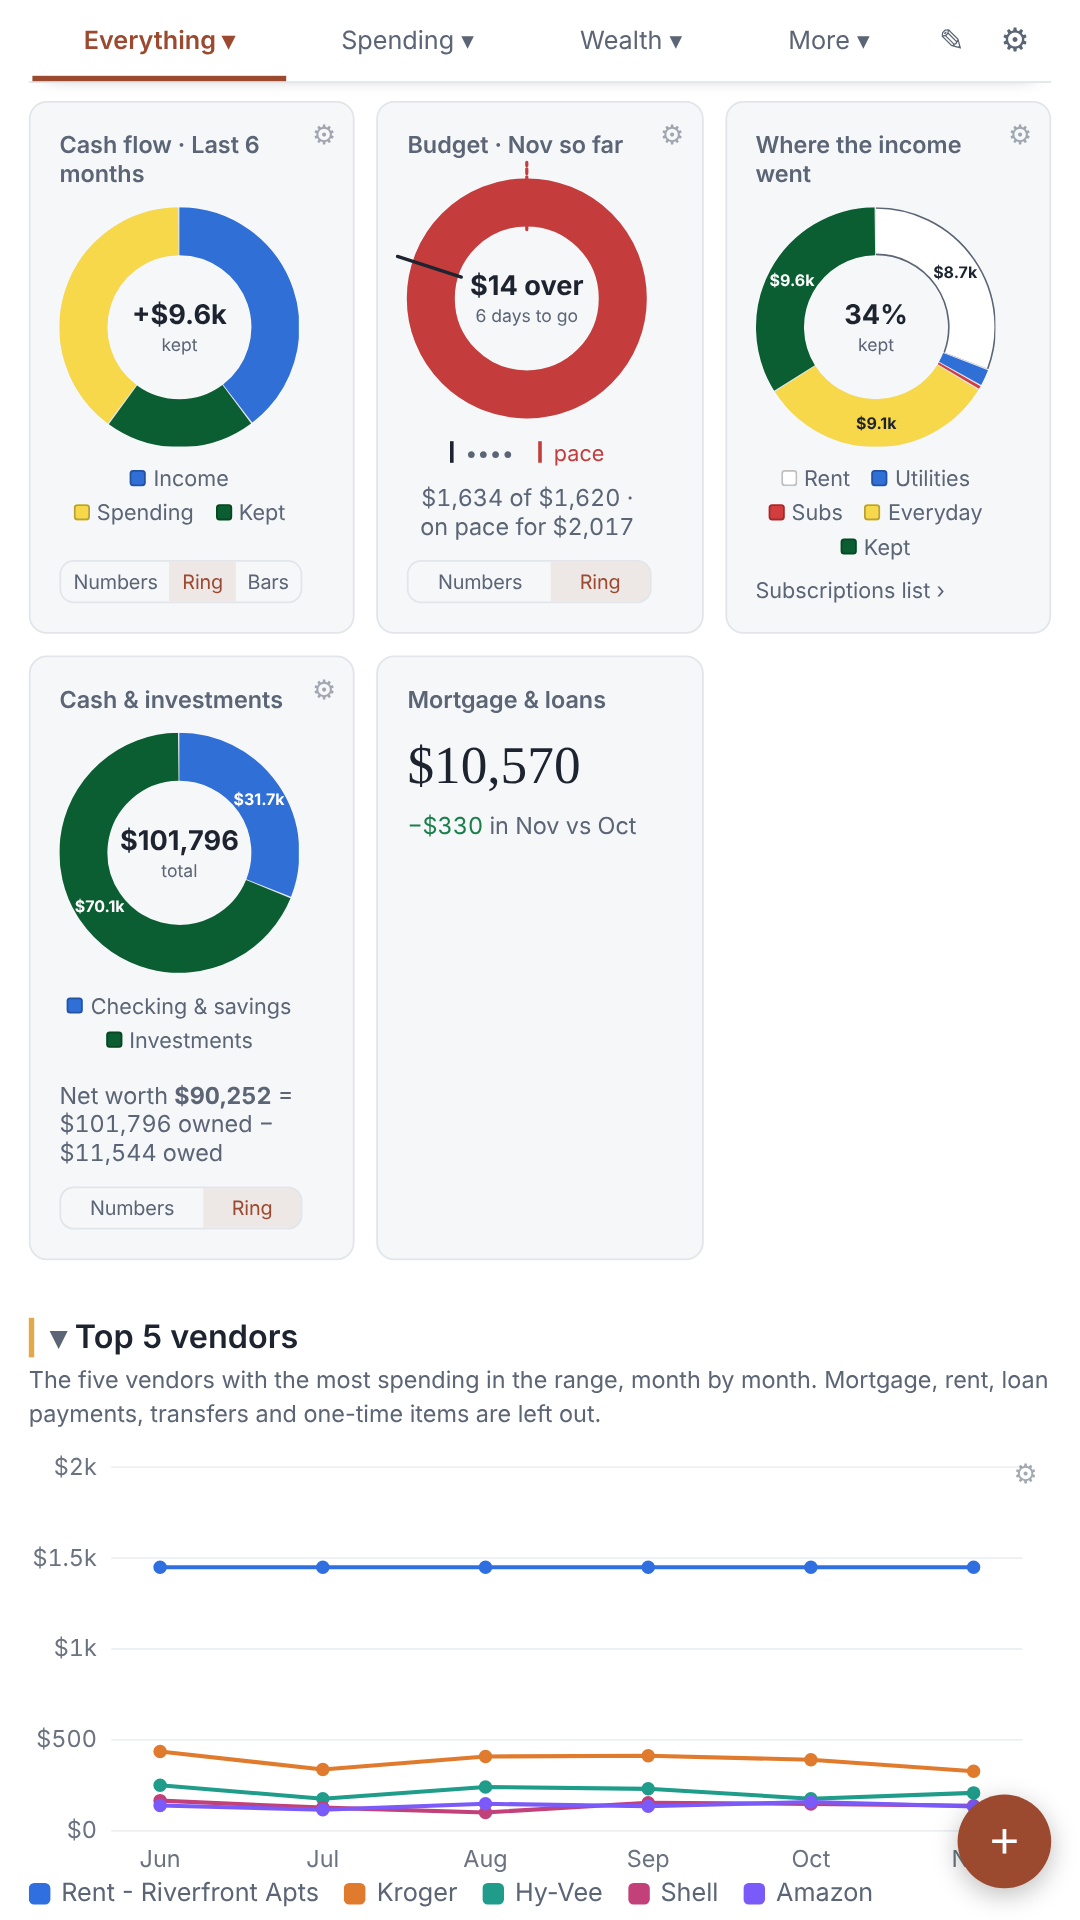 Everything ▾ Spending ▾ Wealth ▾ More ▾ ✎ ⚙
Cash flow · Last 6
months
⚙
+$9.6k
kept
Income
Spending Kept
Numbers Ring Bars
Budget · Nov so far
⚙
$14 over
6 days to go
pace
$1,634 of $1,620 ·
on pace for $2,017
Numbers Ring
Where the income
went
⚙
$8.7k
$9.6k
34%
kept
$9.1k
Rent Utilities
Subs Everyday
Kept
Subscriptions list ›
Cash & investments
⚙
$31.7k
$101,796
total
$70.1k
Checking & savings
Investments
Net worth $90,252 =
$101,796 owned −
$11,544 owed
Numbers Ring
Mortgage & loans
$10,570
−$330 in Nov vs Oct
▾ Top 5 vendors
The five vendors with the most spending in the range, month by month. Mortgage, rent, loan
payments, transfers and one-time items are left out.
⚙
$2k
$1.5k
$1k
$500
$0
Jun Jul Aug Sep Oct
+
Rent - Riverfront Apts Kroger Hy-Vee Shell Amazon